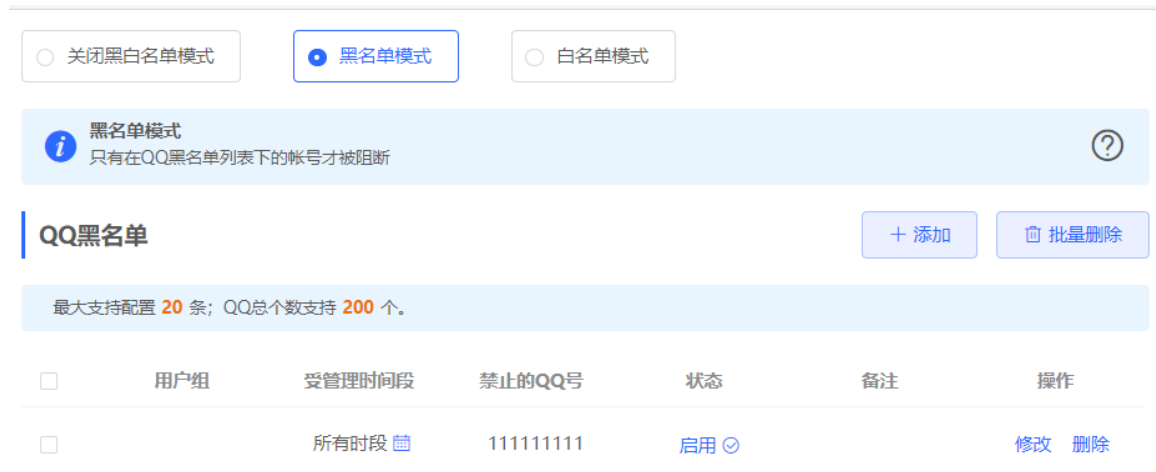 关闭黑白名单模式 黑名单模式 白名单模式
黑名单模式
只有在QQ黑名单列表下的帐号才被阻断
QQ黑名单 添加 批量删除
最大支持配置 20 条；QQ总个数支持 200 个。
用户组 受管理时间段 禁止的QQ号 状态 备注 操作
所有时段 111111111 启用 修改 删除